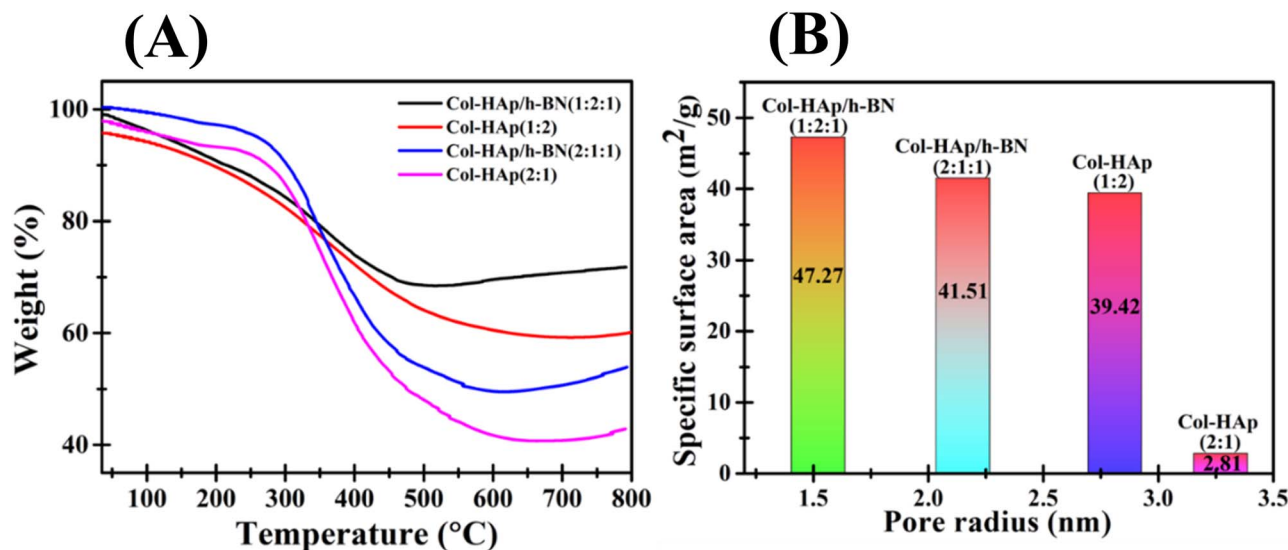 (A)
Weight (%)
100
80
60
40
Col-HAp/h-BN(1:2:1)
Col-HAp(1:2)
Col-HAp/h-BN(2:1:1)
Col-HAp(2:1)
100 200 300 400 500 600 700 800
Temperature (°C)
(B)
Specific surface area (m²/g)
50
40
30
20
10
0
Col-HAp/h-BN
(1:2:1)
47.27
Col-HAp/h-BN
(2:1:1)
41.51
Col-HAp
(1:2)
39.42
Col-HAp
(2:1)
2.81
1.5 2.0 2.5 3.0 3.5
Pore radius (nm)